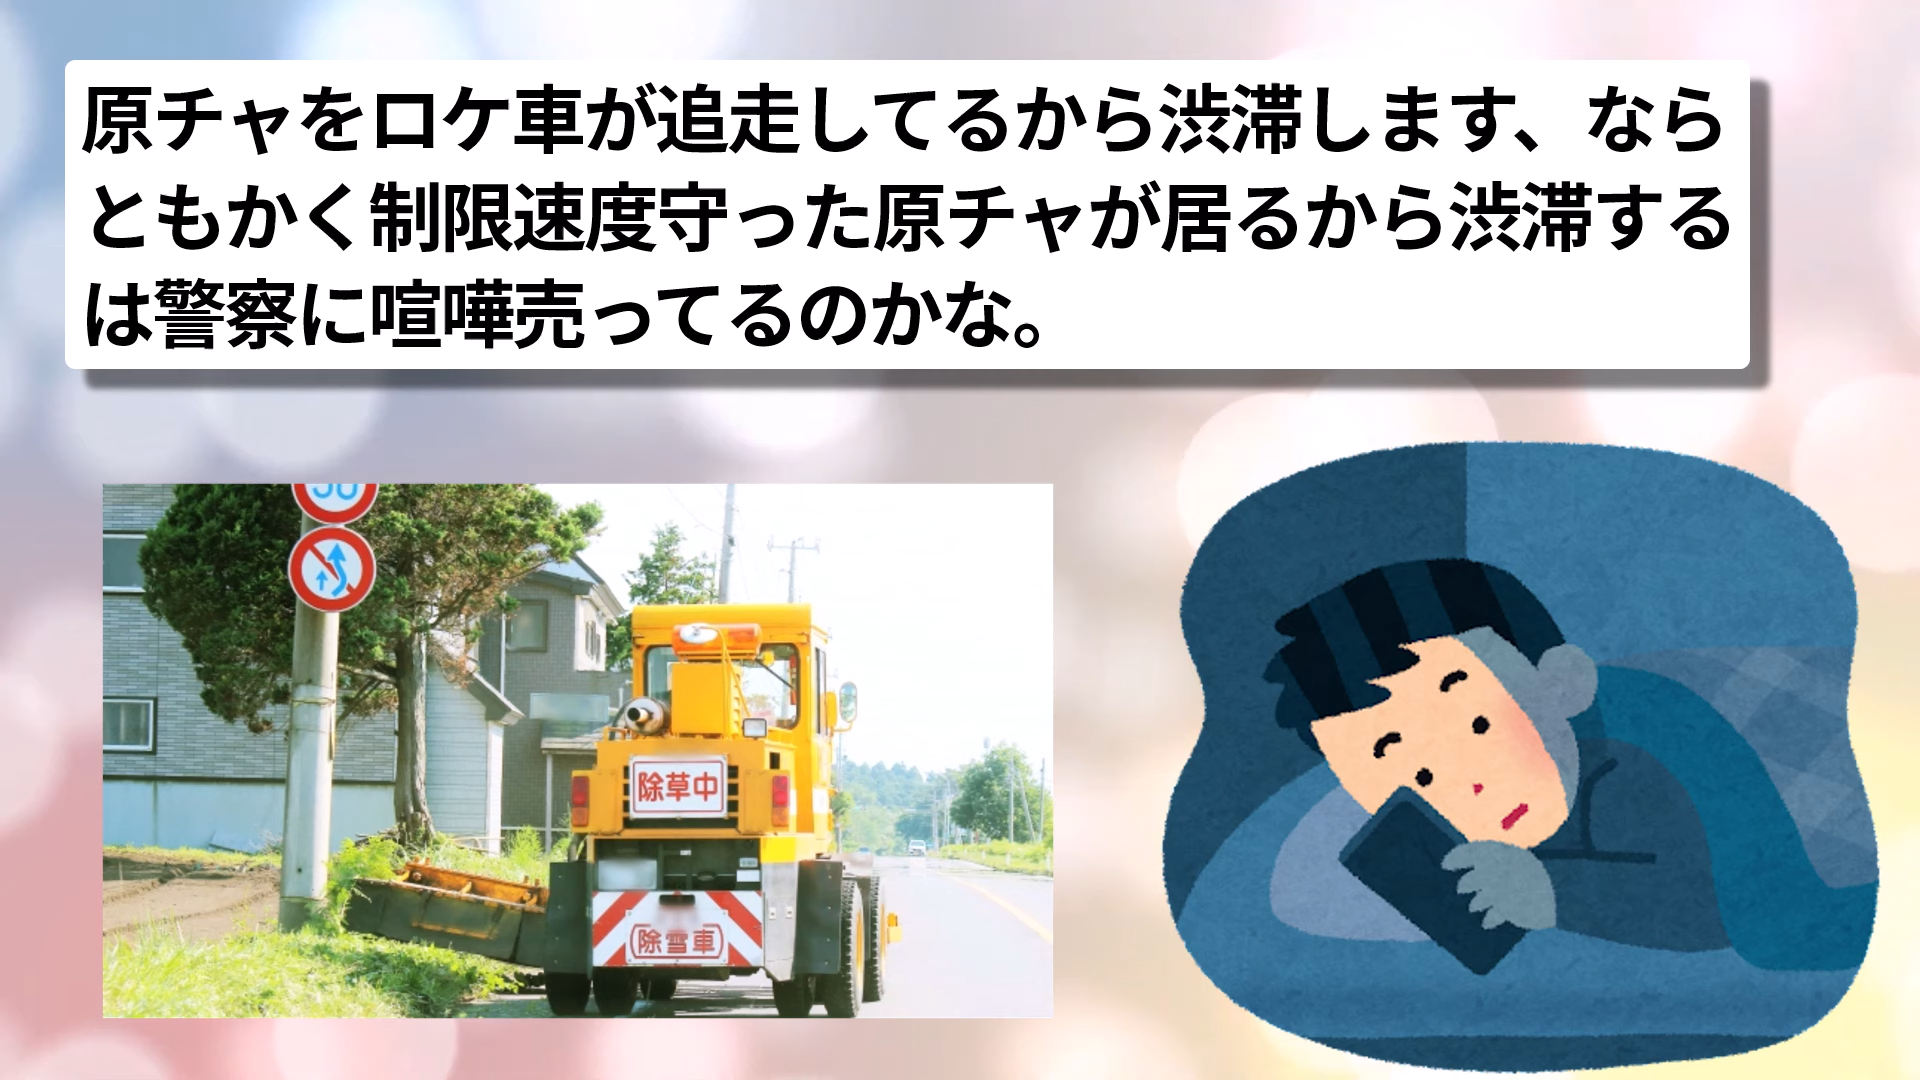 原チャをロケ車が追走してるから渋滞します、なら
ともかく制限速度守った原チャが居るから渋滞する
は警察に喧嘩売ってるのかな。
除草中
除雪車